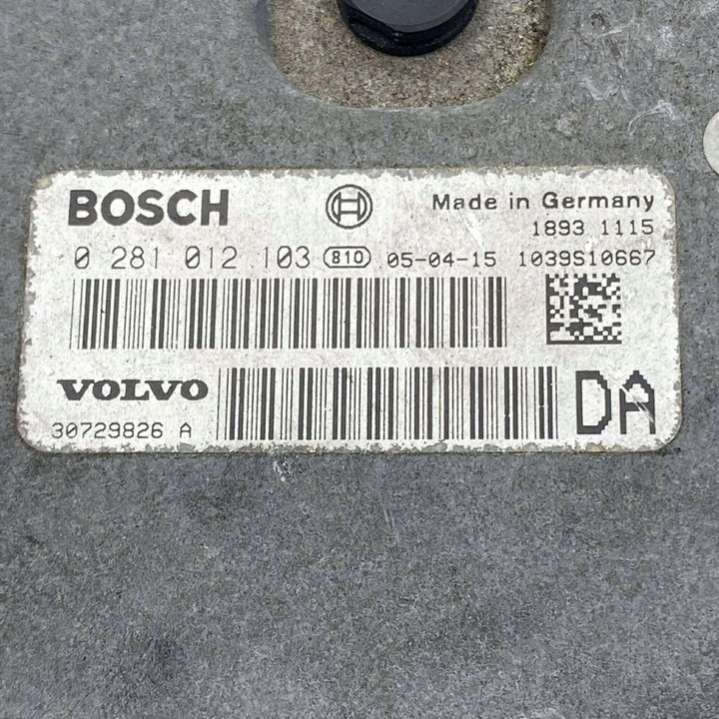 BOSCH Made in Germany
1893 1115
0 281 012 103 810 05-04-15 1039S10667
VOLVO
30729826 A DA